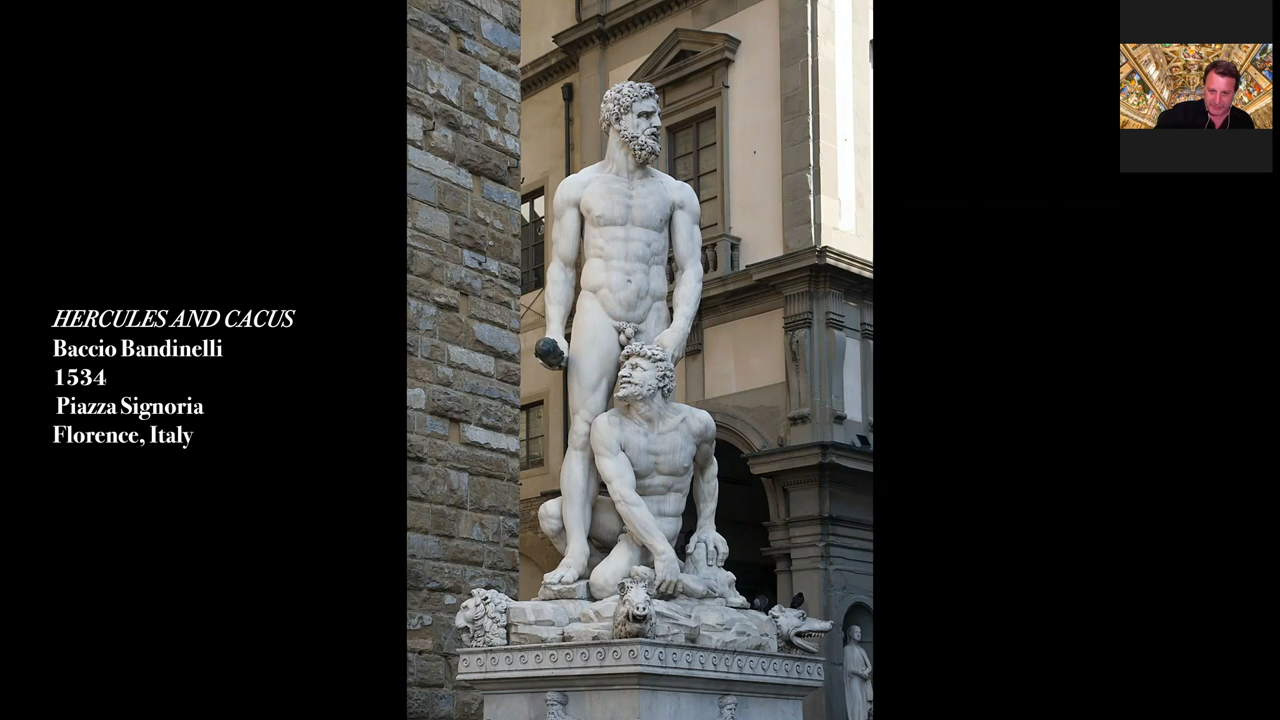 HERCULES AND CACUS
Baccio Bandinelli
1534
Piazza Signoria
Florence, Italy